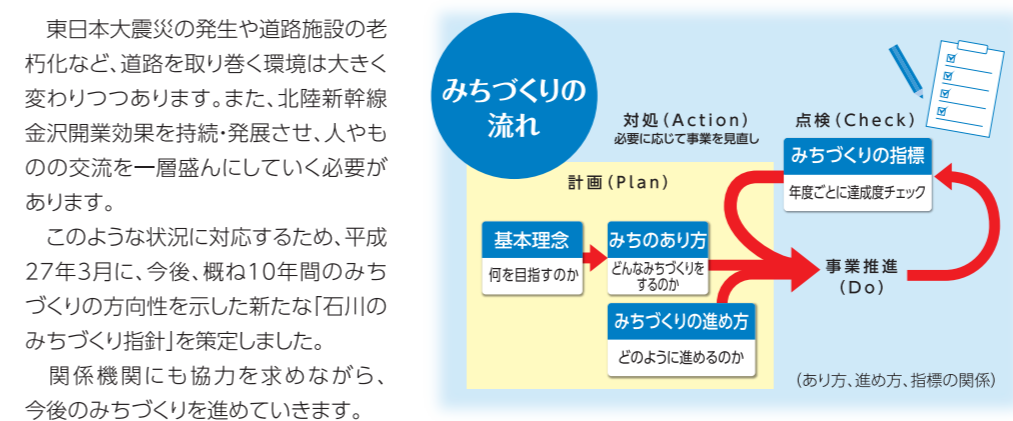 東日本大震災の発生や道路施設の老
朽化など、道路を取り巻く環境は大きく
変わりつつあります。また、北陸新幹線
金沢開業効果を持続・発展させ、人やも
のの交流を一層盛んにしていく必要が
あります。
このような状況に対応するため、平成
27年3月に、今後、概ね10年間のみち
づくりの方向性を示した新たな「石川の
みちづくり指針」を策定しました。
関係機関にも協力を求めながら、
今後のみちづくりを進めていきます。
みちづくりの
流れ
対処(Action)
必要に応じて事業を見直し
点検(Check)
みちづくりの指標
年度ごとに達成度チェック
計画(Plan)
基本理念
何を目指すのか
みちのあり方
どんなみちづくりを
するのか
みちづくりの進め方
どのように進めるのか
事業推進
(Do)
(あり方、進め方、指標の関係)